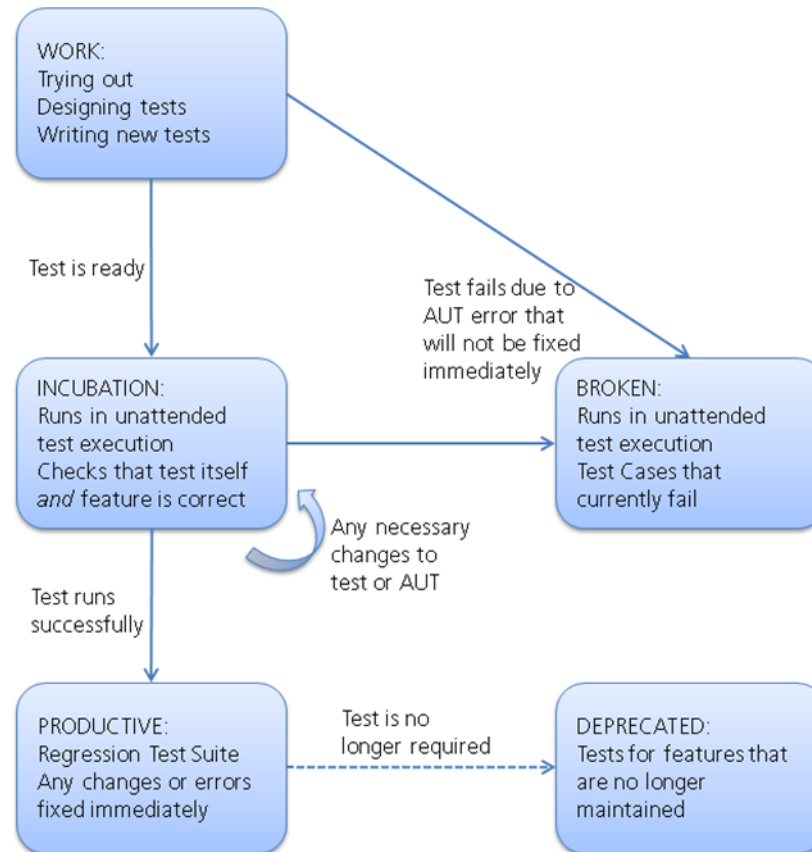 WORK:
Trying out
Designing tests
Writing new tests
Test is ready
Test fails due to
AUT error that
will not be fixed
immediately
INCUBATION:
Runs in unattended
test execution
Checks that test itself
and feature is correct
BROKEN:
Runs in unattended
test execution
Test Cases that
currently fail
Any necessary
changes to
test or AUT
Test runs
successfully
PRODUCTIVE:
Regression Test Suite
Any changes or errors
fixed immediately
Test is no
longer required
DEPRECATED:
Tests for features that
are no longer
maintained